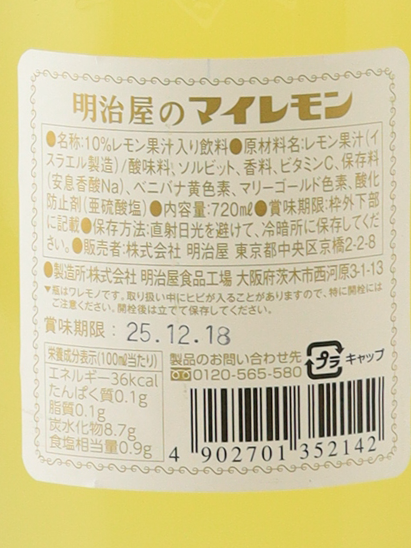 明治屋のマイレモン
●名称:10%レモン果汁入り飲料●原材料名:レモン果汁(イ
スラエル製造)/酸味料、ソルビット、香料、ビタミンC、保存料
(安息香酸Na)、ベニバナ黄色素、マリーゴールド色素、酸化
防止剤(亜硫酸塩)●内容量:720㎖●賞味期限:枠外下部
に記載●保存方法:直射日光を避けて、冷暗所に保存してくだ
さい。●販売者:株式会社 明治屋 東京都中央区京橋2-2-8
●製造所:株式会社 明治屋食品工場 大阪府茨木市西河原3-1-13
▼瓶はワレモノです。取り扱い中にヒビが入ることがありますので、特に開栓には
ご注意ください。開栓後は立てて保存してください。
賞味期限: 25.12.18
栄養成分表示(100㎖当たり)
エネルギー36kcal
たんぱく質0.1g
脂質0.1g
炭水化物8.7g
食塩相当量0.9g
製品のお問い合わせ先
0120-565-580
プラ キャップ
4 902701 352142